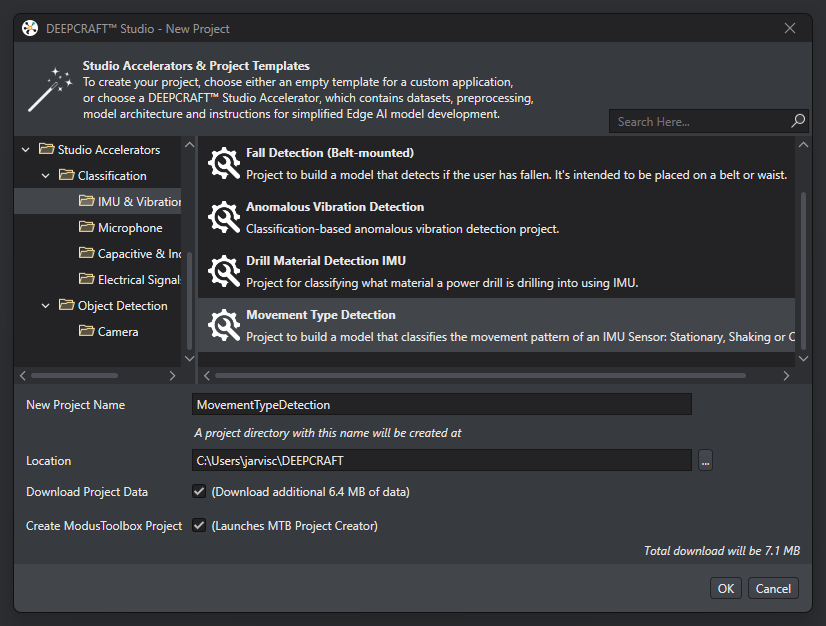 DEEPCRAFT™ Studio - New Project
Studio Accelerators & Project Templates
To create your project, choose either an empty template for a custom application,
or choose a DEEPCRAFT™ Studio Accelerator, which contains datasets, preprocessing,
model architecture and instructions for simplified Edge AI model development.
Search Here...
Studio Accelerators
Classification
IMU & Vibration
Microphone
Capacitive & Ind
Electrical Signals
Object Detection
Camera
Fall Detection (Belt-mounted)
Project to build a model that detects if the user has fallen. It's intended to be placed on a belt or waist.
Anomalous Vibration Detection
Classification-based anomalous vibration detection project.
Drill Material Detection IMU
Project for classifying what material a power drill is drilling into using IMU.
Movement Type Detection
Project to build a model that classifies the movement pattern of an IMU Sensor: Stationary, Shaking or C
New Project Name
MovementTypeDetection
A project directory with this name will be created at
Location
C:\Users\jarvisc\DEEPCRAFT
...
Download Project Data
(Download additional 6.4 MB of data)
Create ModusToolbox Project
(Launches MTB Project Creator)
Total download will be 7.1 MB
OK
Cancel